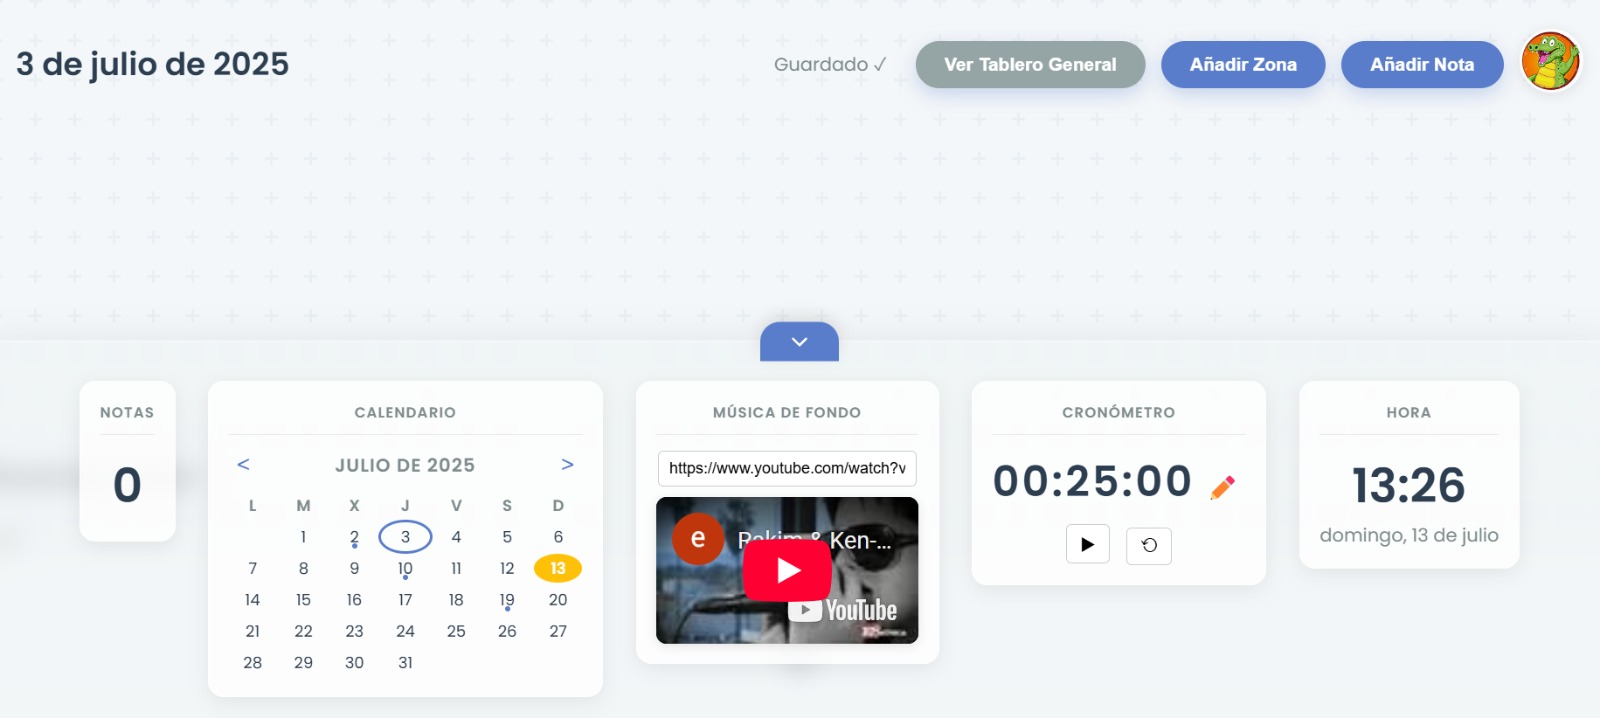 3 de julio de 2025
Guardado ✓
Ver Tablero General
Añadir Zona
Añadir Nota
NOTAS
0
CALENDARIO
< JULIO DE 2025 >
L M X J V S D
1 2 3 4 5 6
7 8 9 10 11 12 13
14 15 16 17 18 19 20
21 22 23 24 25 26 27
28 29 30 31
MÚSICA DE FONDO
https://www.youtube.com/watch?v
e
Rakim & Ken-...
YouTube
CRONÓMETRO
00:25:00
HORA
13:26
domingo, 13 de julio